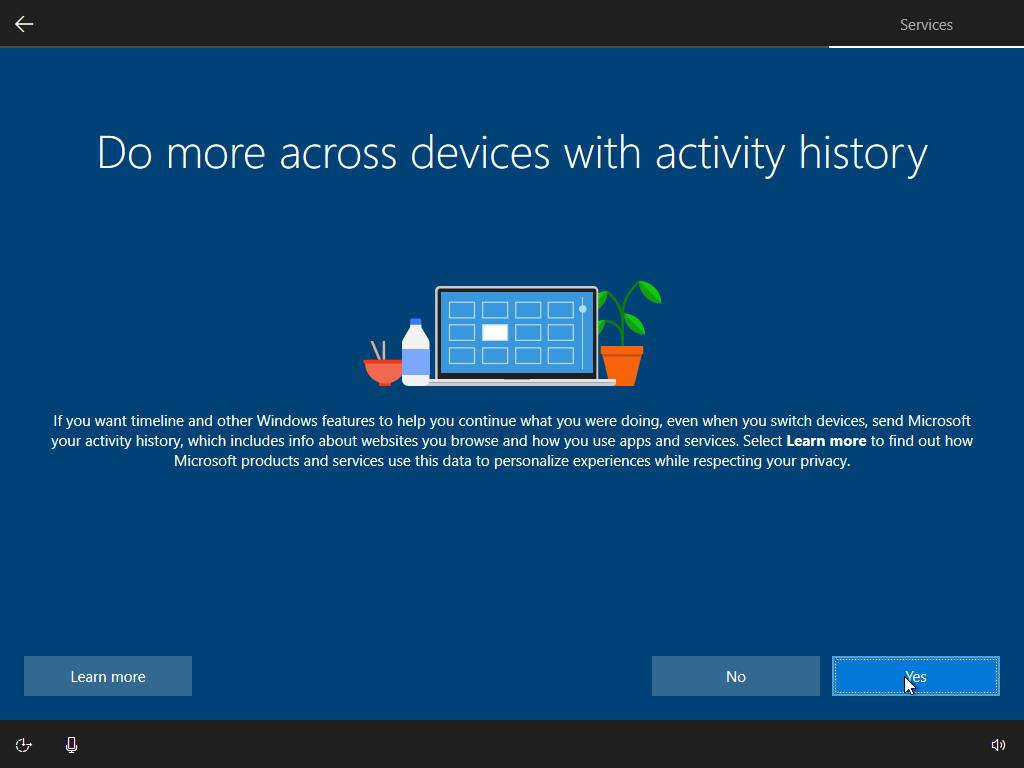 Services
Do more across devices with activity history
If you want timeline and other Windows features to help you continue what you were doing, even when you switch devices, send Microsoft
your activity history, which includes info about websites you browse and how you use apps and services. Select Learn more to find out how
Microsoft products and services use this data to personalize experiences while respecting your privacy.
Learn more
No
Yes